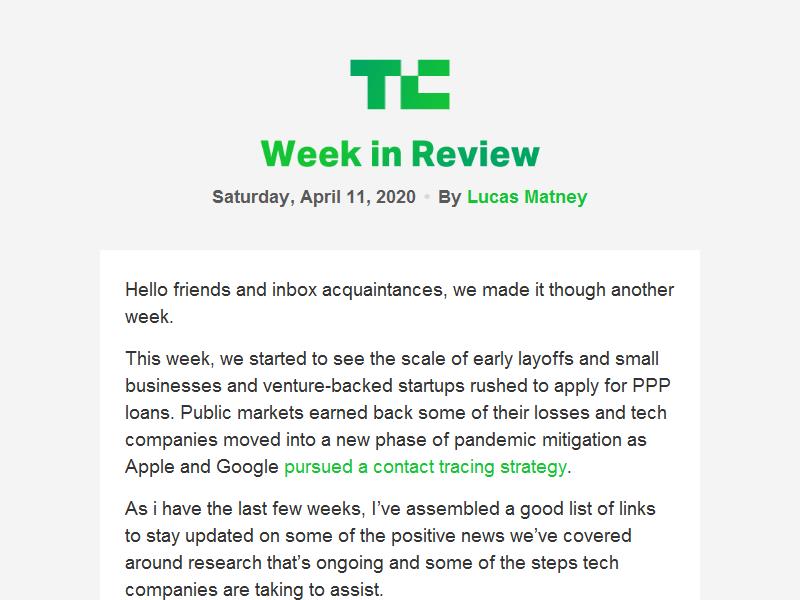 TC
Week in Review
Saturday, April 11, 2020 • By Lucas Matney
Hello friends and inbox acquaintances, we made it though another
week.
This week, we started to see the scale of early layoffs and small
businesses and venture-backed startups rushed to apply for PPP
loans. Public markets earned back some of their losses and tech
companies moved into a new phase of pandemic mitigation as
Apple and Google pursued a contact tracing strategy.
As i have the last few weeks, I’ve assembled a good list of links
to stay updated on some of the positive news we’ve covered
around research that’s ongoing and some of the steps tech
companies are taking to assist.